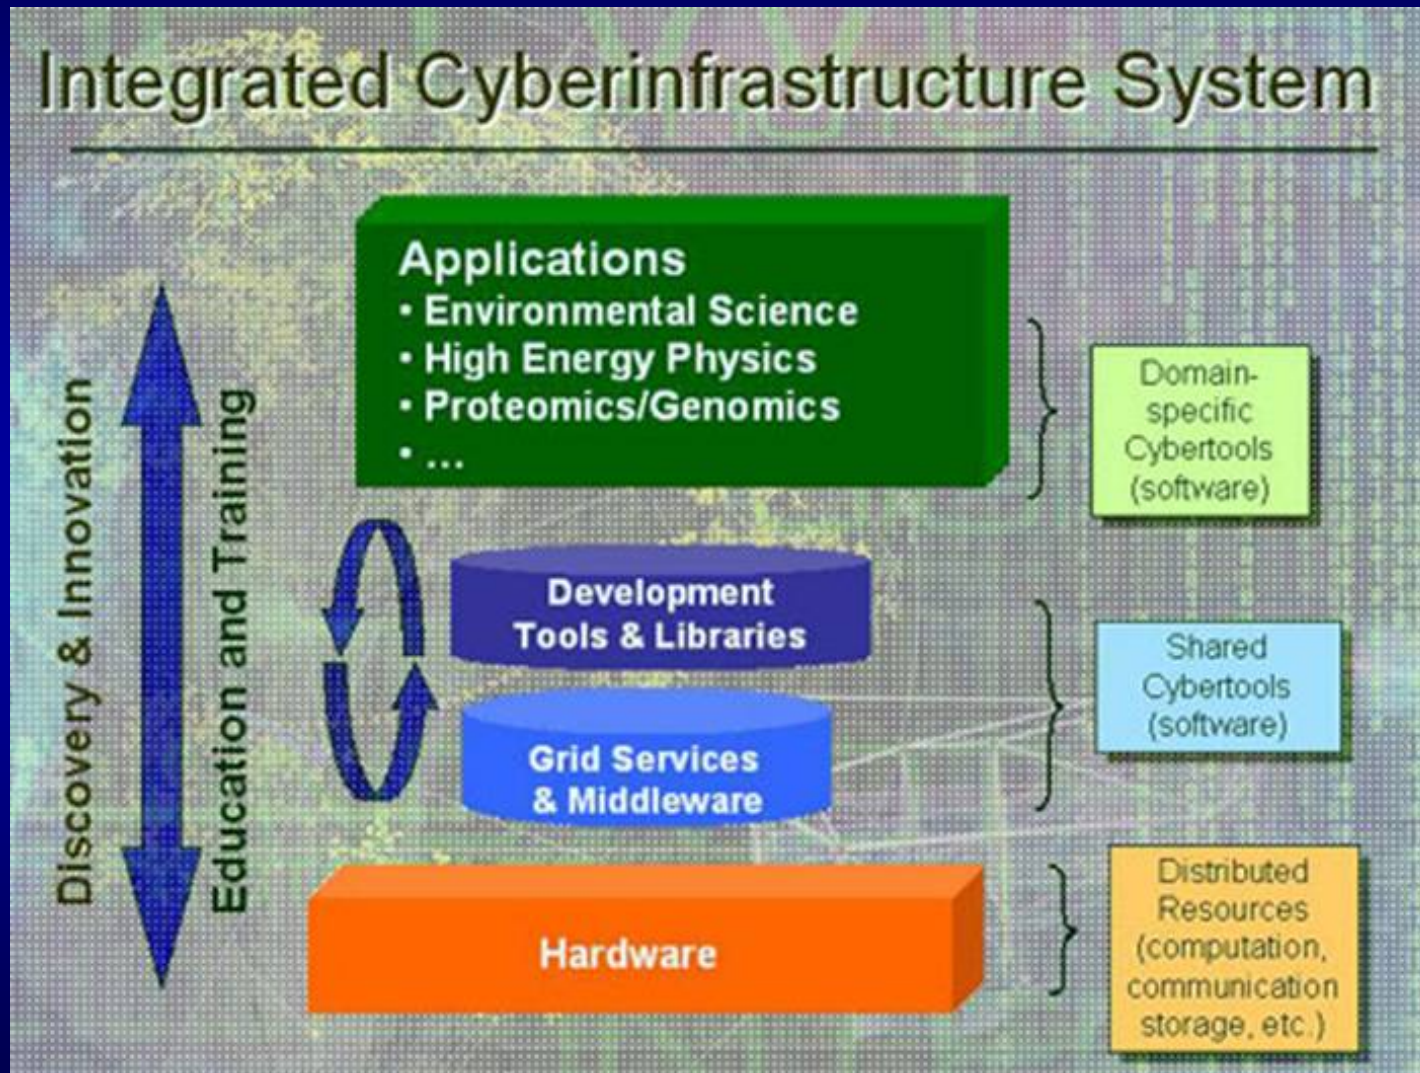 Integrated Cyberinfrastructure System
Discovery & Innovation
Education and Training
Applications
• Environmental Science
• High Energy Physics
• Proteomics/Genomics
• ...
Domain-
specific
Cybertools
(software)
Development
Tools & Libraries
Grid Services
& Middleware
Shared
Cybertools
(software)
Hardware
Distributed
Resources
(computation,
communication
storage, etc.)